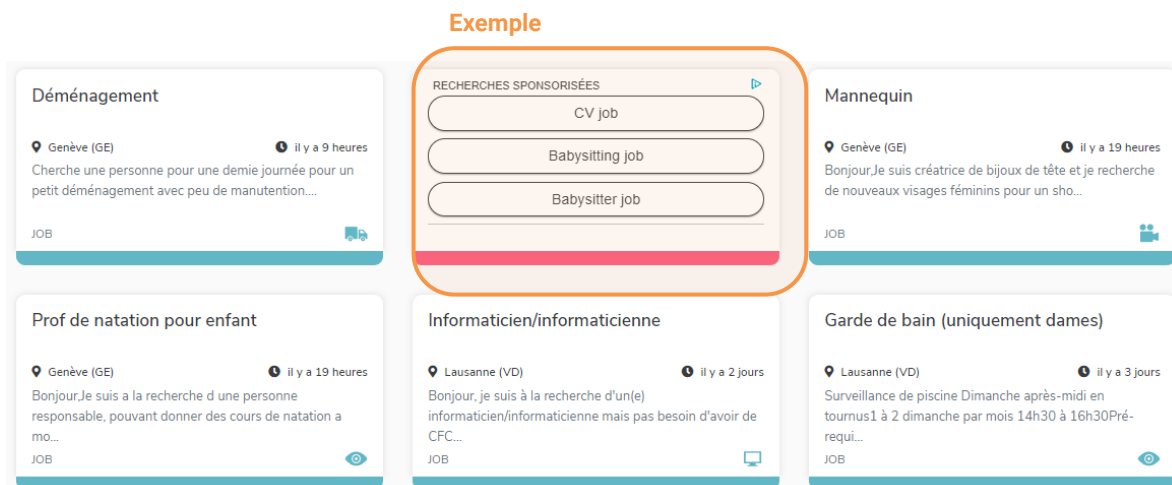 Exemple
Déménagement
Genève (GE) il y a 9 heures
Cherche une personne pour une demie journée pour un
petit déménagement avec peu de manutention....
JOB
RECHERCHES SPONSORISÉES
CV job
Babysitting job
Babysitter job
Mannequin
Genève (GE) il y a 19 heures
Bonjour,Je suis créatrice de bijoux de tête et je recherche
de nouveaux visages féminins pour un sho...
JOB
Prof de natation pour enfant
Genève (GE) il y a 19 heures
Bonjour,Je suis a la recherche d une personne
responsable, pouvant donner des cours de natation a
mo...
JOB
Informaticien/informaticienne
Lausanne (VD) il y a 2 jours
Bonjour, je suis à la recherche d'un(e)
informaticien/informaticienne mais pas besoin d'avoir de
CFC...
JOB
Garde de bain (uniquement dames)
Lausanne (VD) il y a 3 jours
Surveillance de piscine Dimanche après-midi en
tournus1 à 2 dimanche par mois 14h30 à 16h30Pré-
requi...
JOB